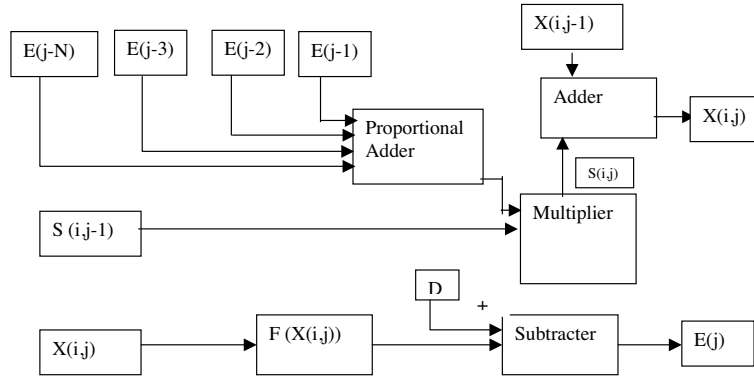 X(i,j-1)
E(j-N) E(j-3) E(j-2) E(j-1)
Adder
X(i,j)
Proportional
Adder
S(i,j)
Multiplier
S (i,j-1)
D
+
F (X(i,j))
Subtracter
E(j)
X(i,j)